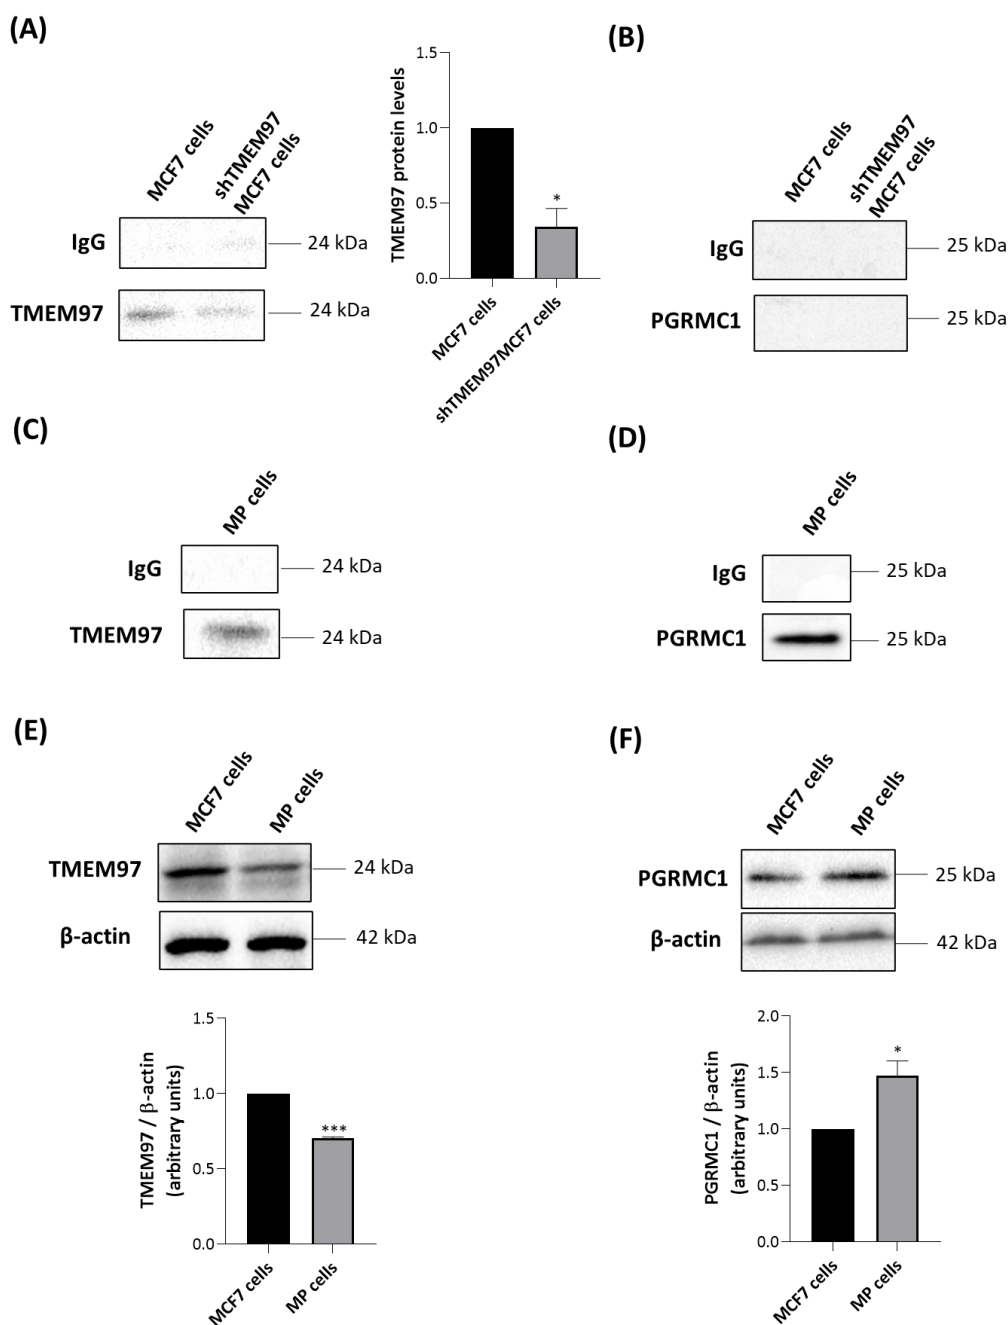 (A)
MCF7 cells
shTMEM97
MCF7 cells
IgG
24 kDa
TMEM97
24 kDa
TMEM97 protein levels
1.5
1.0
0.5
0.0
*
MCF7 cells
shTMEM97MCF7 cells
(B)
MCF7 cells
shTMEM97
MCF7 cells
IgG
25 kDa
PGRMC1
25 kDa
(C)
MP cells
IgG
24 kDa
TMEM97
24 kDa
(D)
MP cells
IgG
25 kDa
PGRMC1
25 kDa
(E)
MCF7 cells
MP cells
TMEM97
24 kDa
β-actin
42 kDa
TMEM97 / β-actin
(arbitrary units)
1.5
1.0
0.5
0.0
***
MCF7 cells
MP cells
(F)
MCF7 cells
MP cells
PGRMC1
25 kDa
β-actin
42 kDa
PGRMC1 / β-actin
(arbitrary units)
2.0
1.5
1.0
0.5
0.0
*
MCF7 cells
MP cells